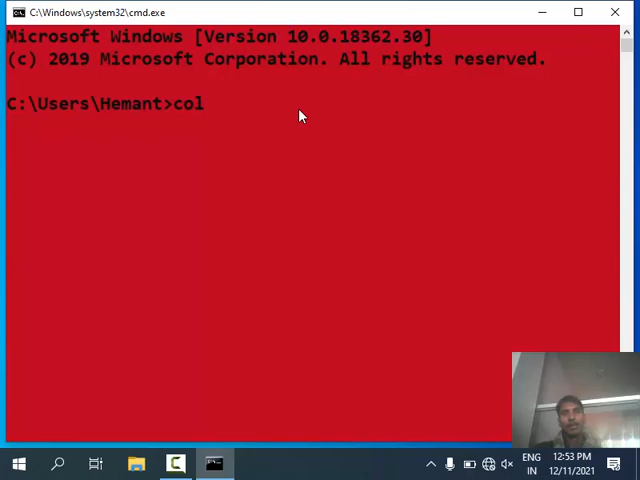 C:\Windows\system32\cmd.exe
Microsoft Windows [Version 10.0.18362.30]
(c) 2019 Microsoft Corporation. All rights reserved.
C:\Users\Hemant>col
ENG
IN
12:53 PM
12/11/2021